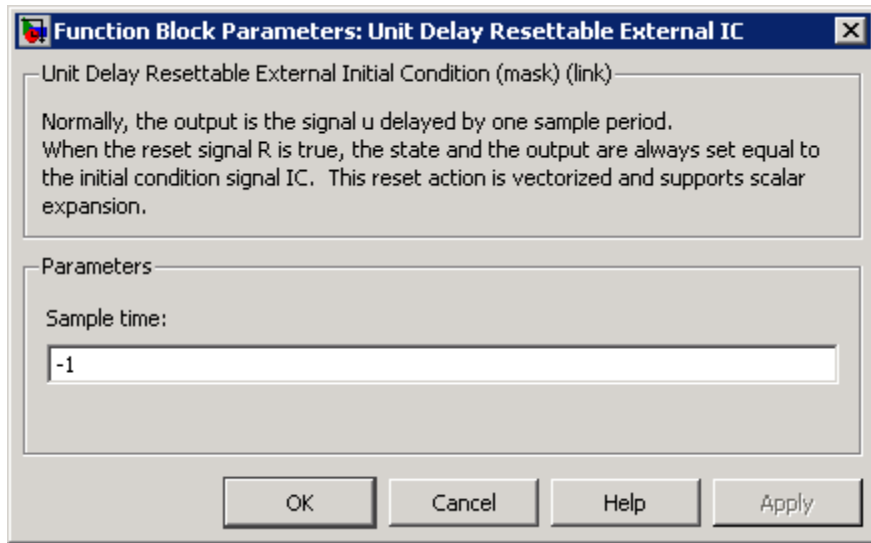 Function Block Parameters: Unit Delay Resettable External IC
Unit Delay Resettable External Initial Condition (mask) (link)
Normally, the output is the signal u delayed by one sample period.
When the reset signal R is true, the state and the output are always set equal to
the initial condition signal IC.  This reset action is vectorized and supports scalar
expansion.
Parameters
Sample time:
-1
OK
Cancel
Help
Apply